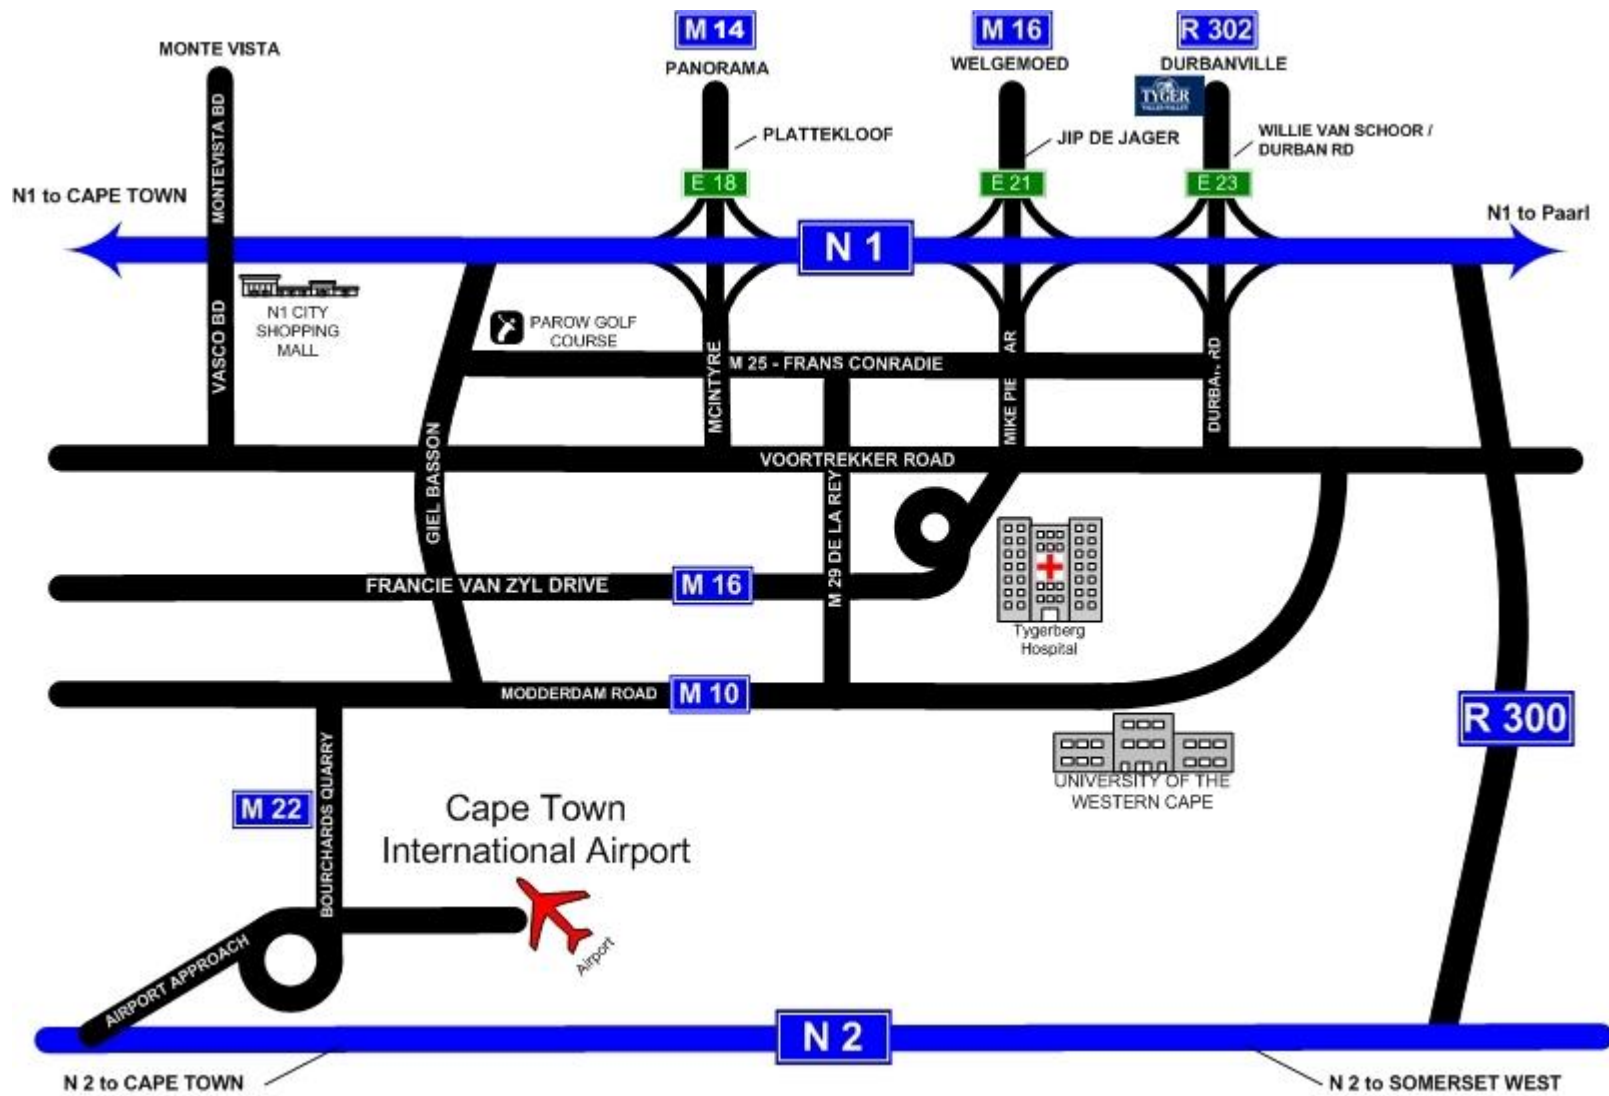 M 14
M 16
R 302
MONTE VISTA
PANORAMA
WELGEMOED
DURBANVILLE
TYGER
MONTEVISTA BD
PLATTEKLOOF
JIP DE JAGER
WILLIE VAN SCHOOR /
DURBAN RD
E 18
E 21
E 23
N1 to CAPE TOWN
N1 to Paarl
N 1
N1 CITY
SHOPPING
MALL
VASCO BD
PAROW GOLF
COURSE
MCINTYRE
M 25 - FRANS CONRADIE
MIKE PIE AR
DURBAN RD
GIEL BASSON
VOORTREKKER ROAD
M 29 DE LA REY
FRANCIE VAN ZYL DRIVE
M 16
Tygerberg
Hospital
MODDERDAM ROAD
M 10
R 300
UNIVERSITY OF THE
WESTERN CAPE
M 22
BOURCHARDS QUARRY
Cape Town
International Airport
Airport
AIRPORT APPROACH
N 2
N 2 to CAPE TOWN
N 2 to SOMERSET WEST